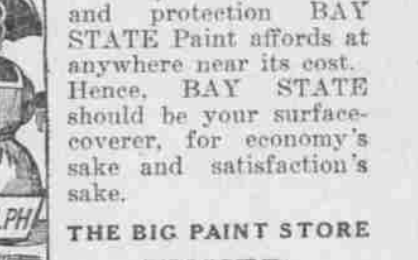 and protection BAY
STATE Paint affords at
anywhere near its cost.
Hence, BAY STATE
should be your surface-
coverer, for economy's
sake and satisfaction's
sake.
PH
THE BIG PAINT STORE